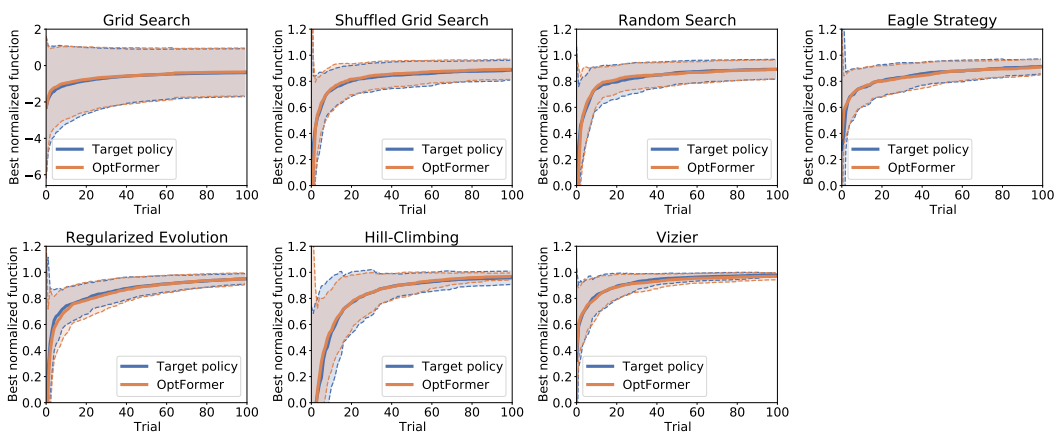 Grid Search
Best normalized function
2
0
−2
−4
−6
Target policy
OptFormer
0 20 40 60 80 100
Trial
Shuffled Grid Search
Best normalized function
1.2
1.0
0.8
0.6
0.4
0.2
0.0
Target policy
OptFormer
0 20 40 60 80 100
Trial
Random Search
Best normalized function
1.2
1.0
0.8
0.6
0.4
0.2
0.0
Target policy
OptFormer
0 20 40 60 80 100
Trial
Eagle Strategy
Best normalized function
1.2
1.0
0.8
0.6
0.4
0.2
0.0
Target policy
OptFormer
0 20 40 60 80 100
Trial
Regularized Evolution
Best normalized function
1.2
1.0
0.8
0.6
0.4
0.2
0.0
Target policy
OptFormer
0 20 40 60 80 100
Trial
Hill-Climbing
Best normalized function
1.2
1.0
0.8
0.6
0.4
0.2
0.0
Target policy
OptFormer
0 20 40 60 80 100
Trial
Vizier
Best normalized function
1.2
1.0
0.8
0.6
0.4
0.2
0.0
Target policy
OptFormer
0 20 40 60 80 100
Trial